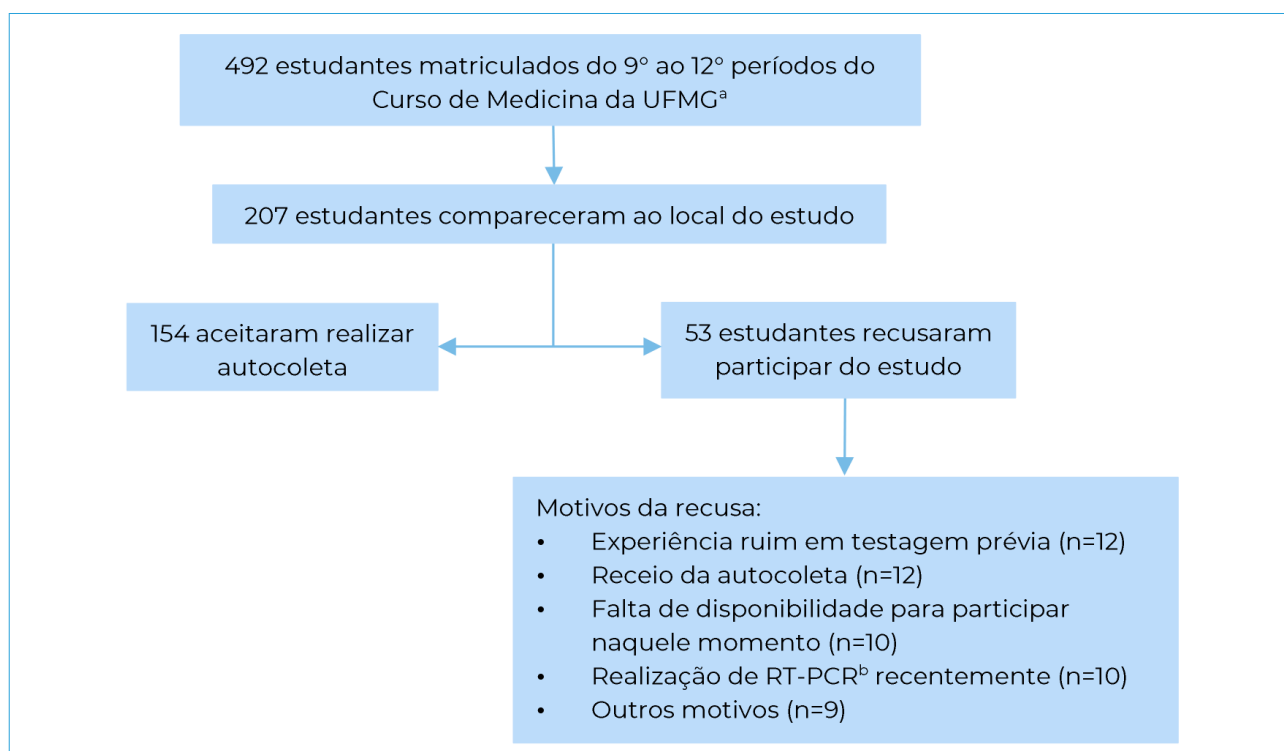 492 estudantes matriculados do 9° ao 12° períodos do
Curso de Medicina da UFMGᵃ
207 estudantes compareceram ao local do estudo
154 aceitaram realizar
autocoleta
53 estudantes recusaram
participar do estudo
Motivos da recusa:
• Experiência ruim em testagem prévia (n=12)
• Receio da autocoleta (n=12)
• Falta de disponibilidade para participar
naquele momento (n=10)
• Realização de RT-PCRᵇ recentemente (n=10)
• Outros motivos (n=9)